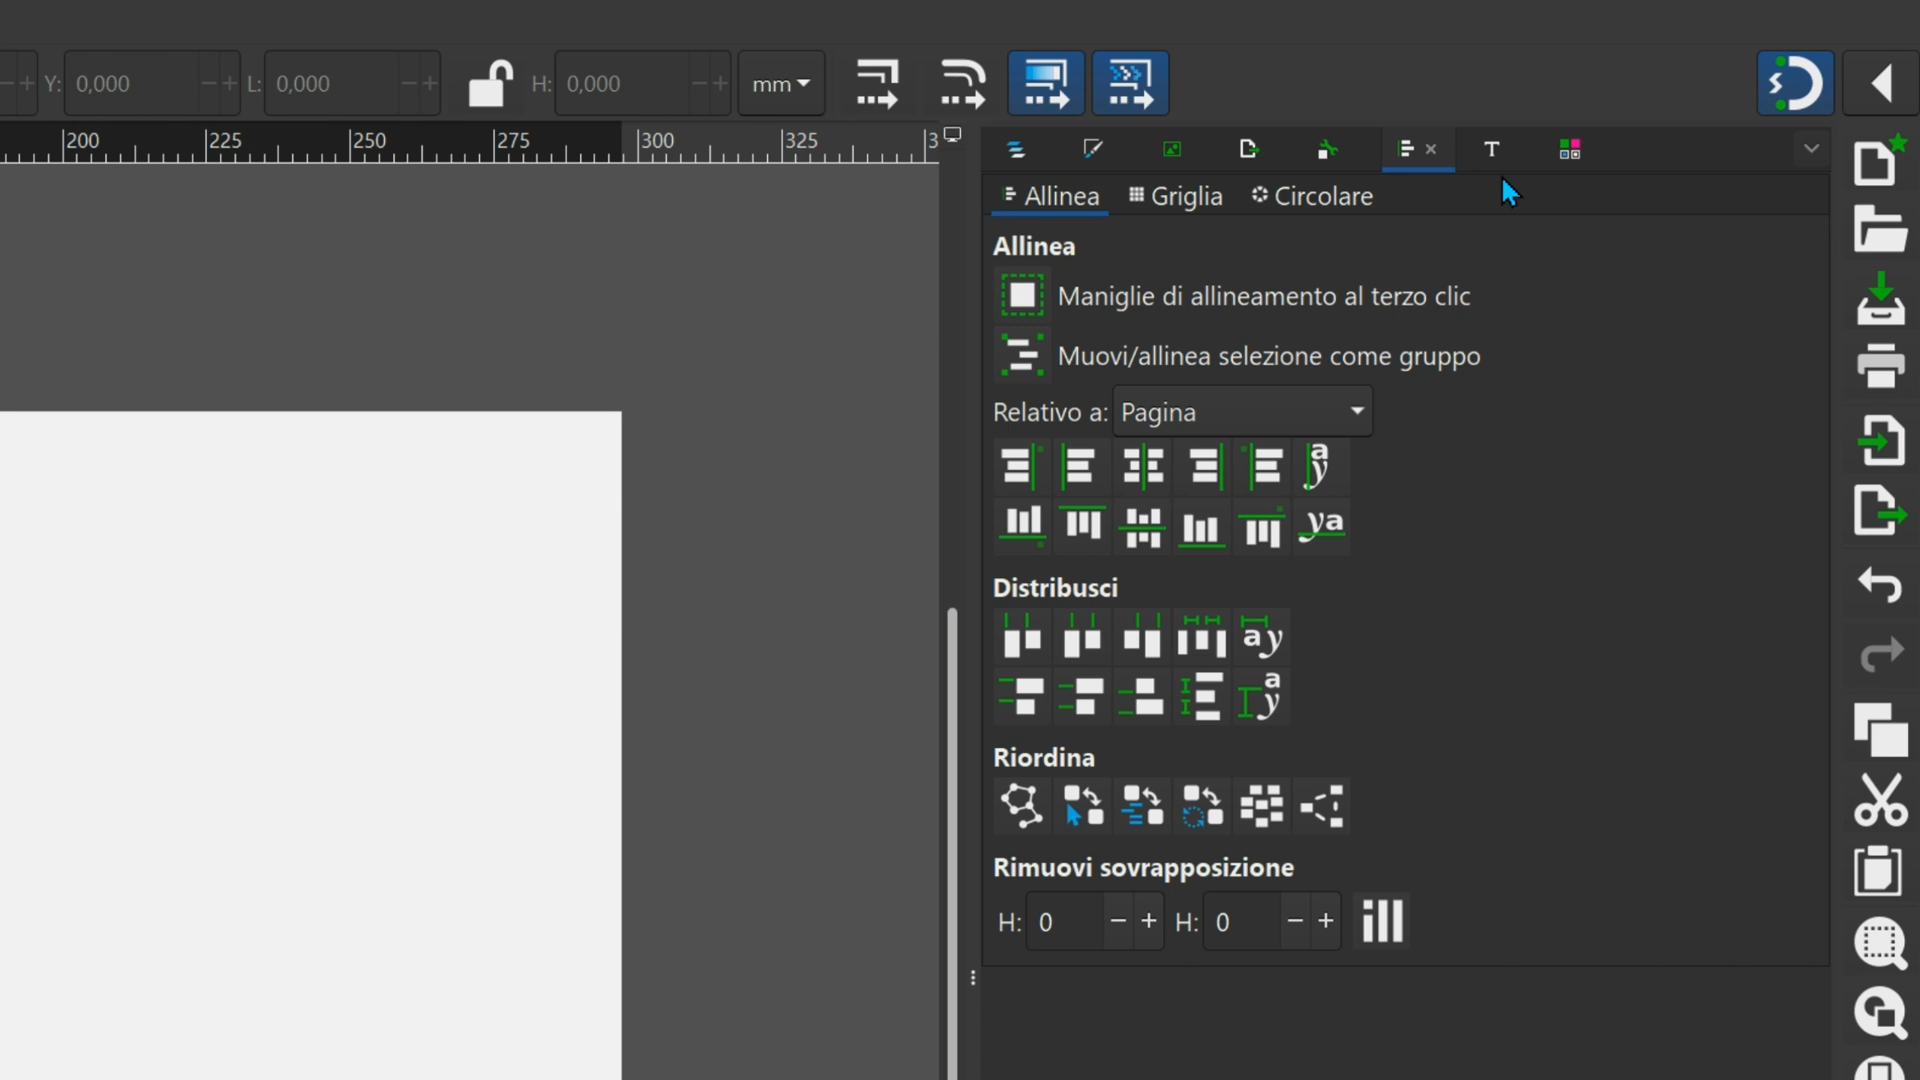 Y: 0,000 L: 0,000 H: 0,000 mm
200 225 250 275 300 325 3
Allinea Griglia Circolare
Allinea
Maniglie di allineamento al terzo clic
Muovi/allinea selezione come gruppo
Relativo a: Pagina
Distribusci
Riordina
Rimuovi sovrapposizione
H: 0 H: 0